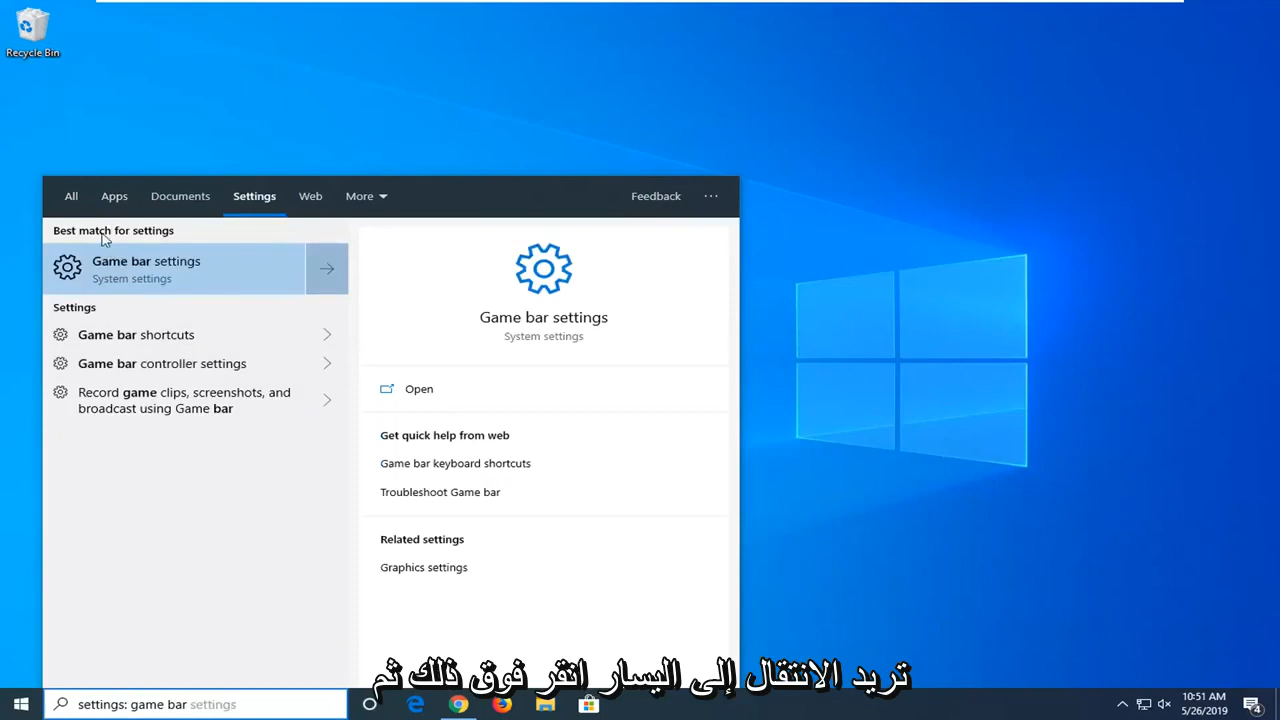 Recycle Bin
All
Apps
Documents
Settings
Web
More
Feedback
...
Best match for settings
Game bar settings
System settings
Settings
Game bar shortcuts
Game bar controller settings
Record game clips, screenshots, and
broadcast using Game bar
Game bar settings
System settings
Open
Get quick help from web
Game bar keyboard shortcuts
Troubleshoot Game bar
Related settings
Graphics settings
تريد الانتقال إلى اليسار انقر فوق ذلك ثم
settings: game bar settings
10:51 AM
5/26/2019
4